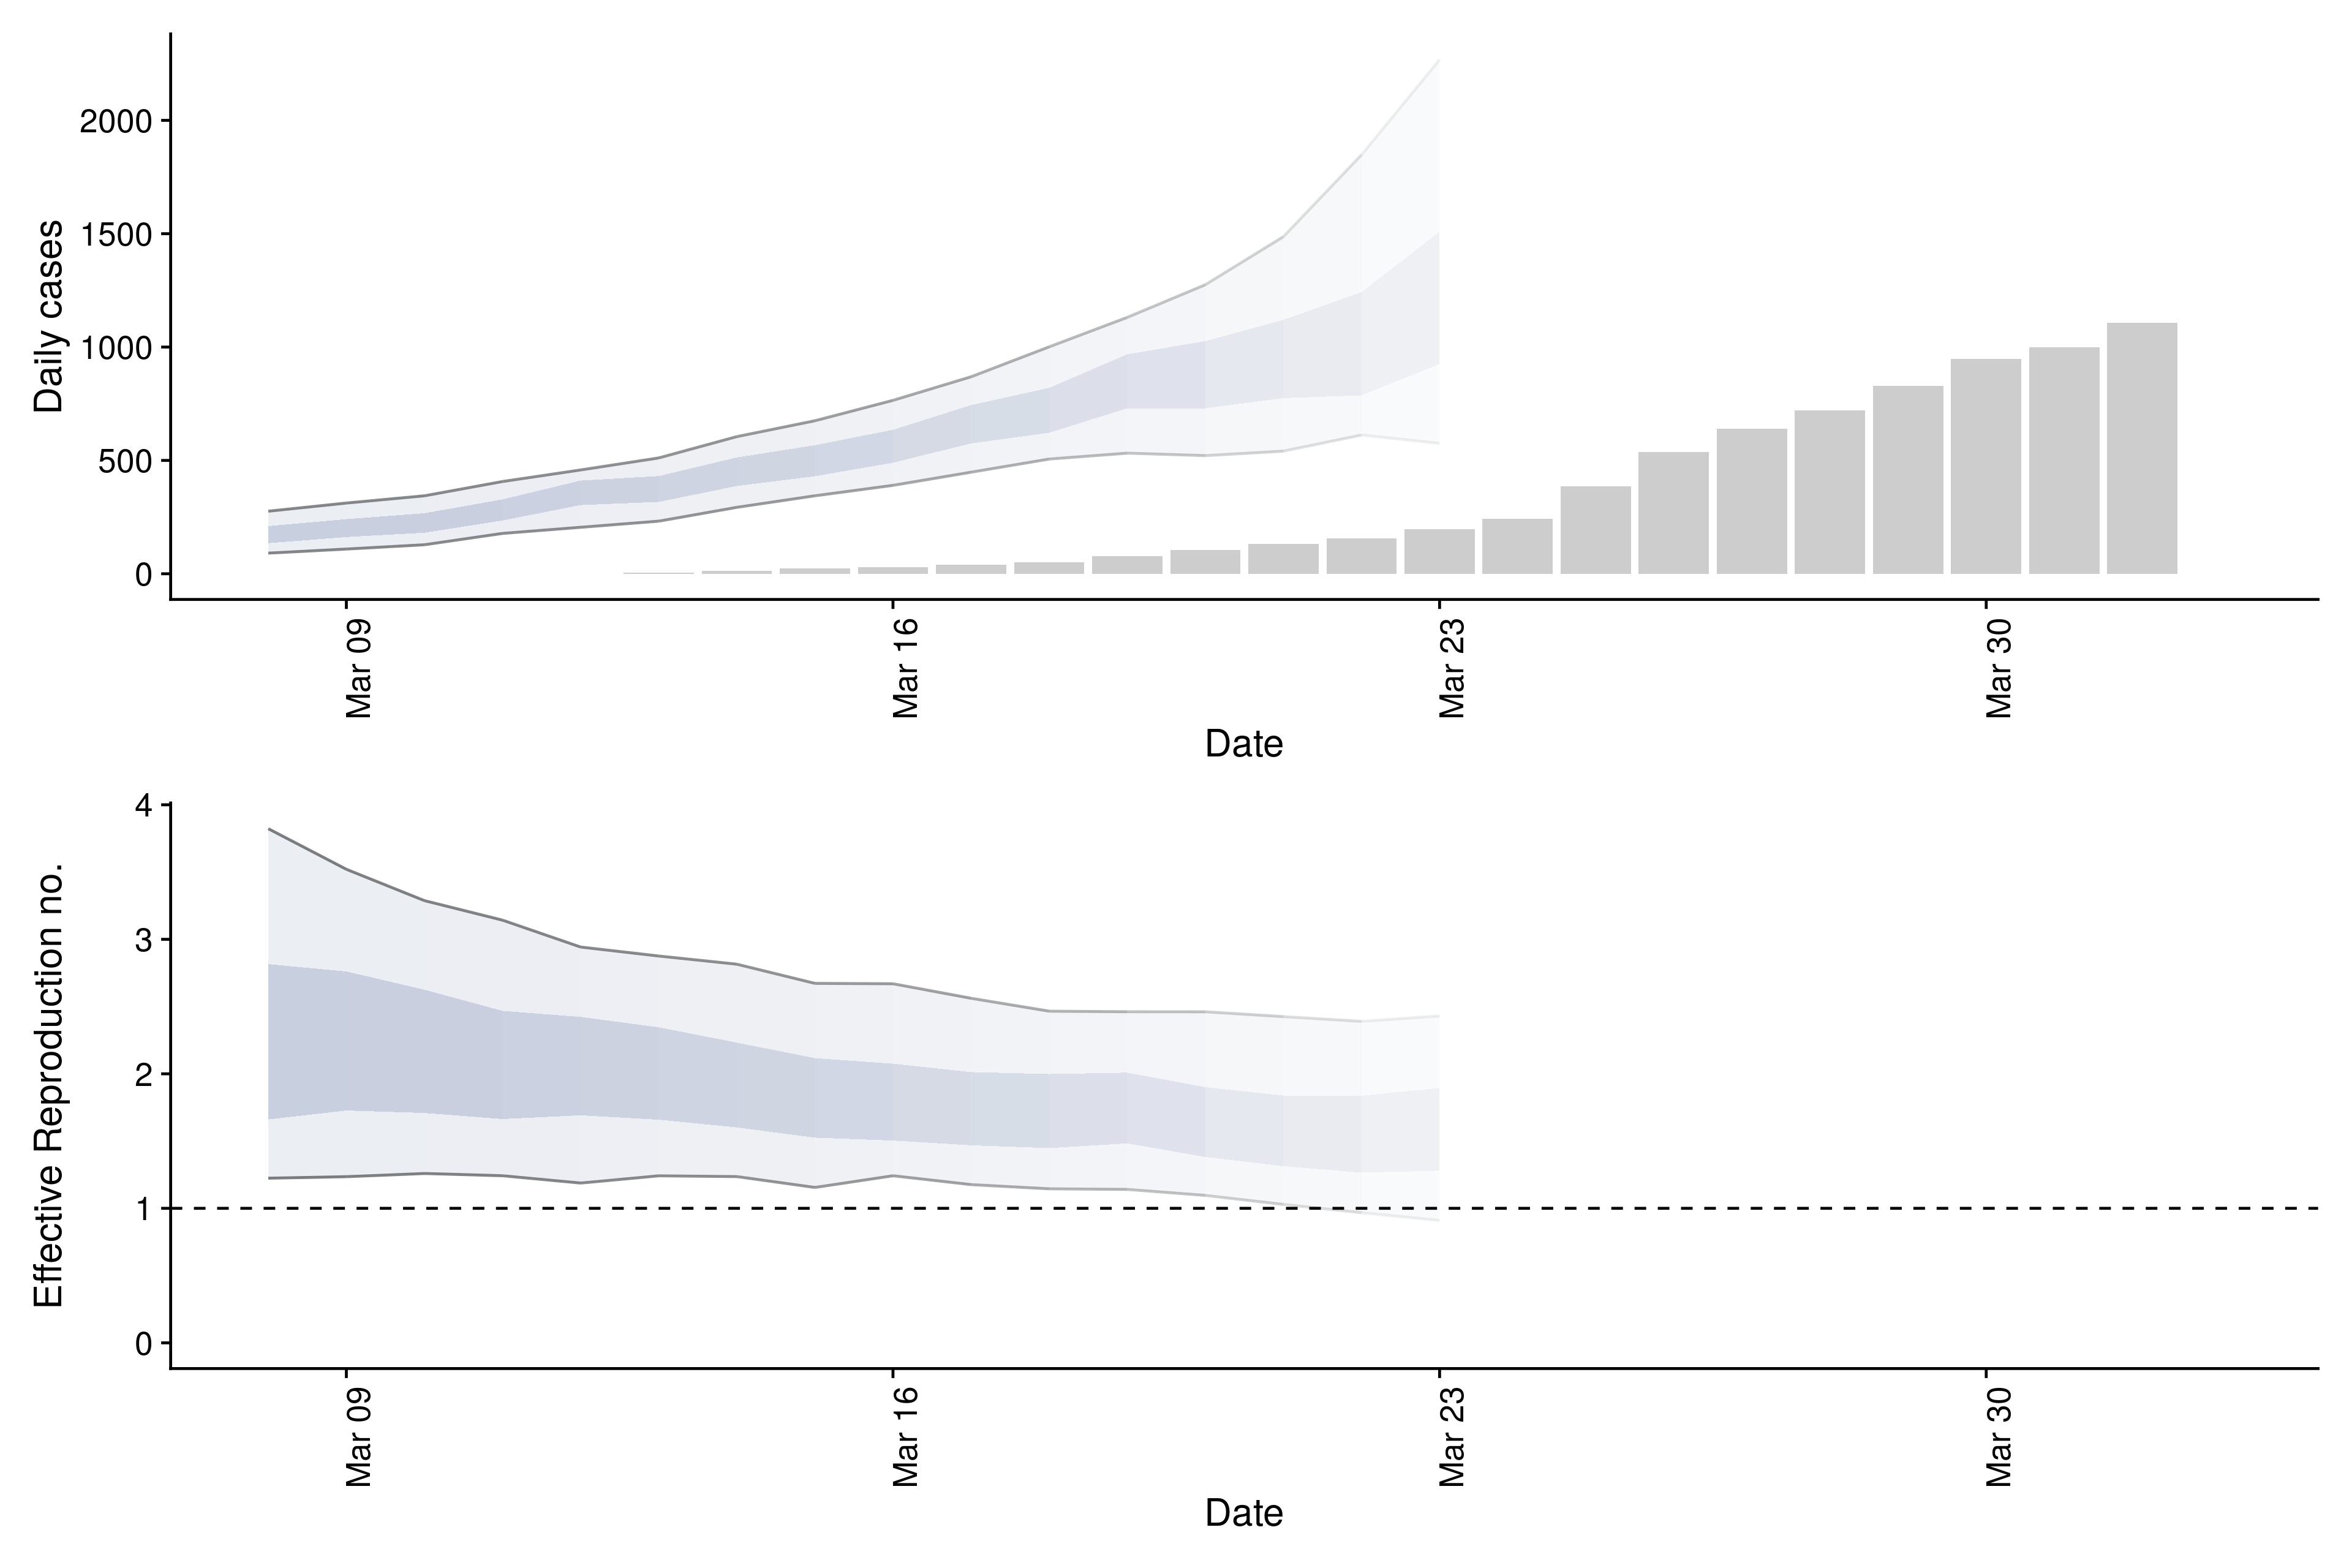 Daily cases
2000
1500
1000
500
0
Mar 09
Mar 16
Mar 23
Mar 30
Date
Effective Reproduction no.
4
3
2
1
0
Mar 09
Mar 16
Mar 23
Mar 30
Date